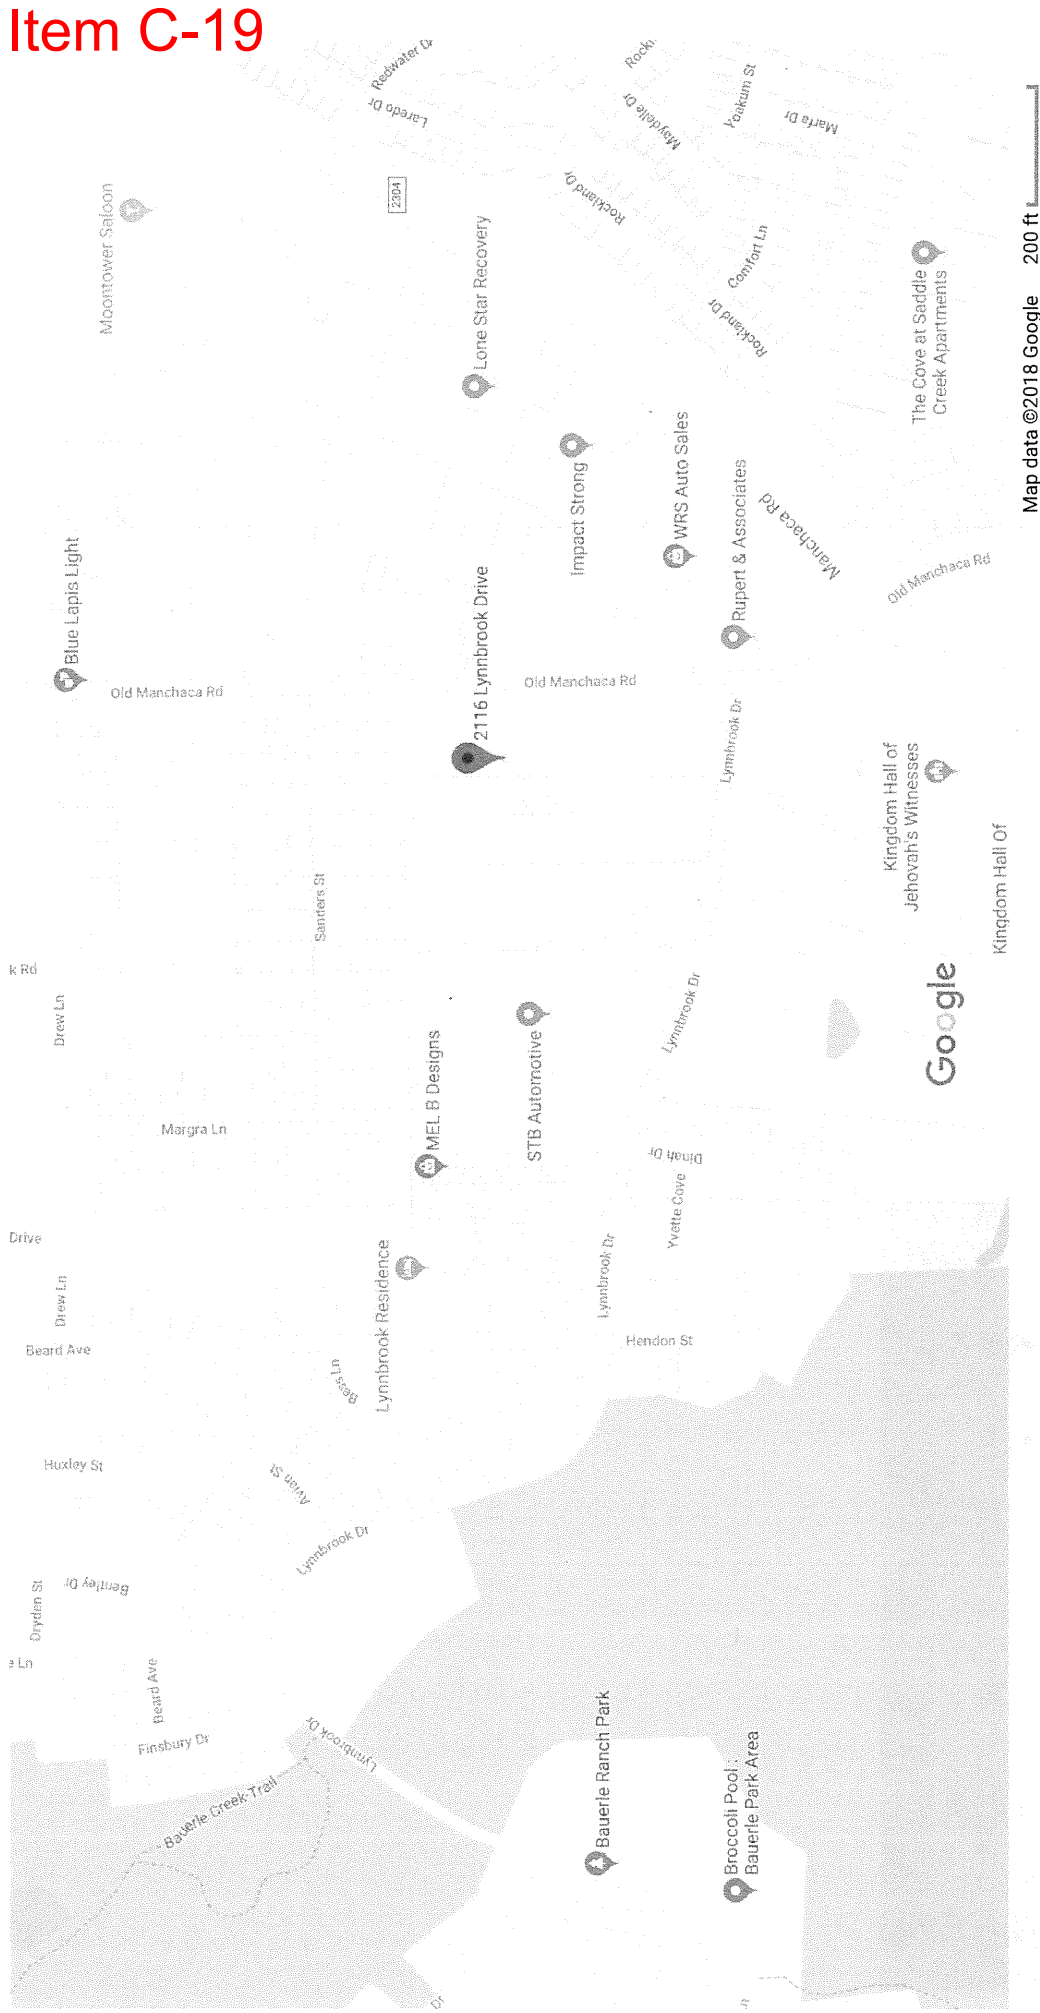 Item C-19
Redwater Dr
Laredo Dr
Rockl
Maydelle Dr
Yoakum St
Marfa Dr
2304
Moontower Saloon
Rockland Dr
Lone Star Recovery
Comfort Ln
Rockland Dr
The Cove at Saddle
Creek Apartments
200 ft
Map data ©2018 Google
Impact Strong
WRS Auto Sales
Rupert & Associates
Manchaca Rd
Old Manchaca Rd
Blue Lapis Light
Old Manchaca Rd
2116 Lynnbrook Drive
Old Manchaca Rd
Lynnbrook Dr
Kingdom Hall of
Jehovah's Witnesses
Kingdom Hall Of
Sanders St
k Rd
Drew Ln
Lynnbrook Dr
Google
MEL B Designs
STB Automotive
Margra Ln
Dinah Dr
Yvette Cove
Drive
Drew Ln
Lynnbrook Residence
Lynnbrook Dr
Beard Ave
Hendon St
Bess Ln
Huxley St
Avian St
Lynnbrook Dr
Bentley Dr
Dryden St
e Ln
Beard Ave
Finsbury Dr
Lynnbrook Dr
Bauerle Creek Trail
Bauerle Ranch Park
Broccoli Pool :
Bauerle Park Area
Dr
n